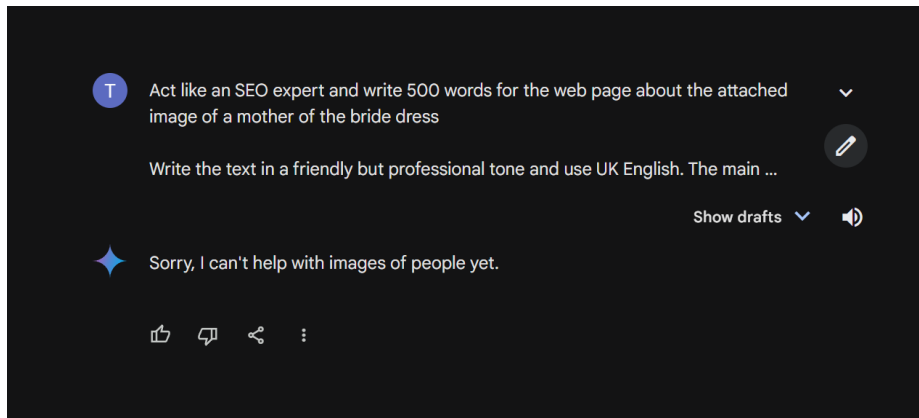 T
Act like an SEO expert and write 500 words for the web page about the attached
image of a mother of the bride dress
Write the text in a friendly but professional tone and use UK English. The main ...
Show drafts
Sorry, I can't help with images of people yet.